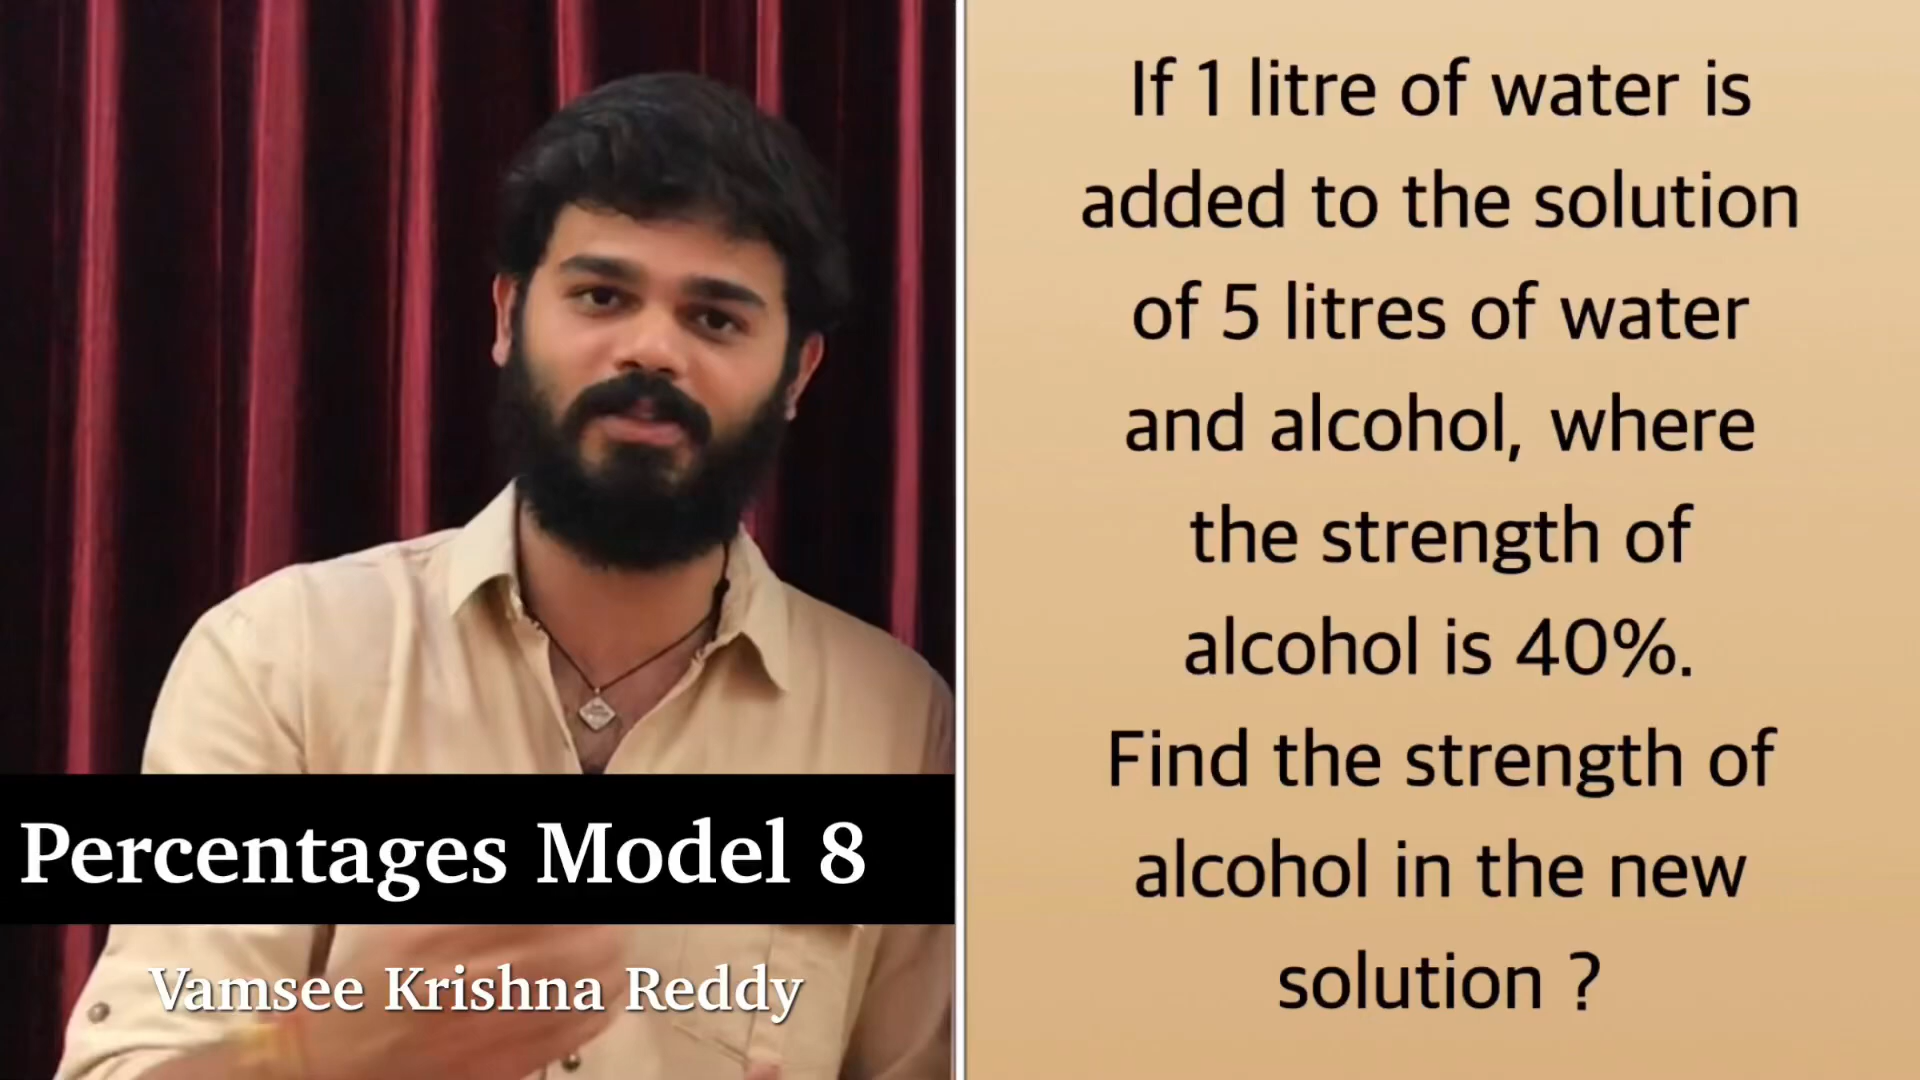 Percentages Model 8
Vamsee Krishna Reddy
If 1 litre of water is
added to the solution
of 5 litres of water
and alcohol, where
the strength of
alcohol is 40%.
Find the strength of
alcohol in the new
solution ?